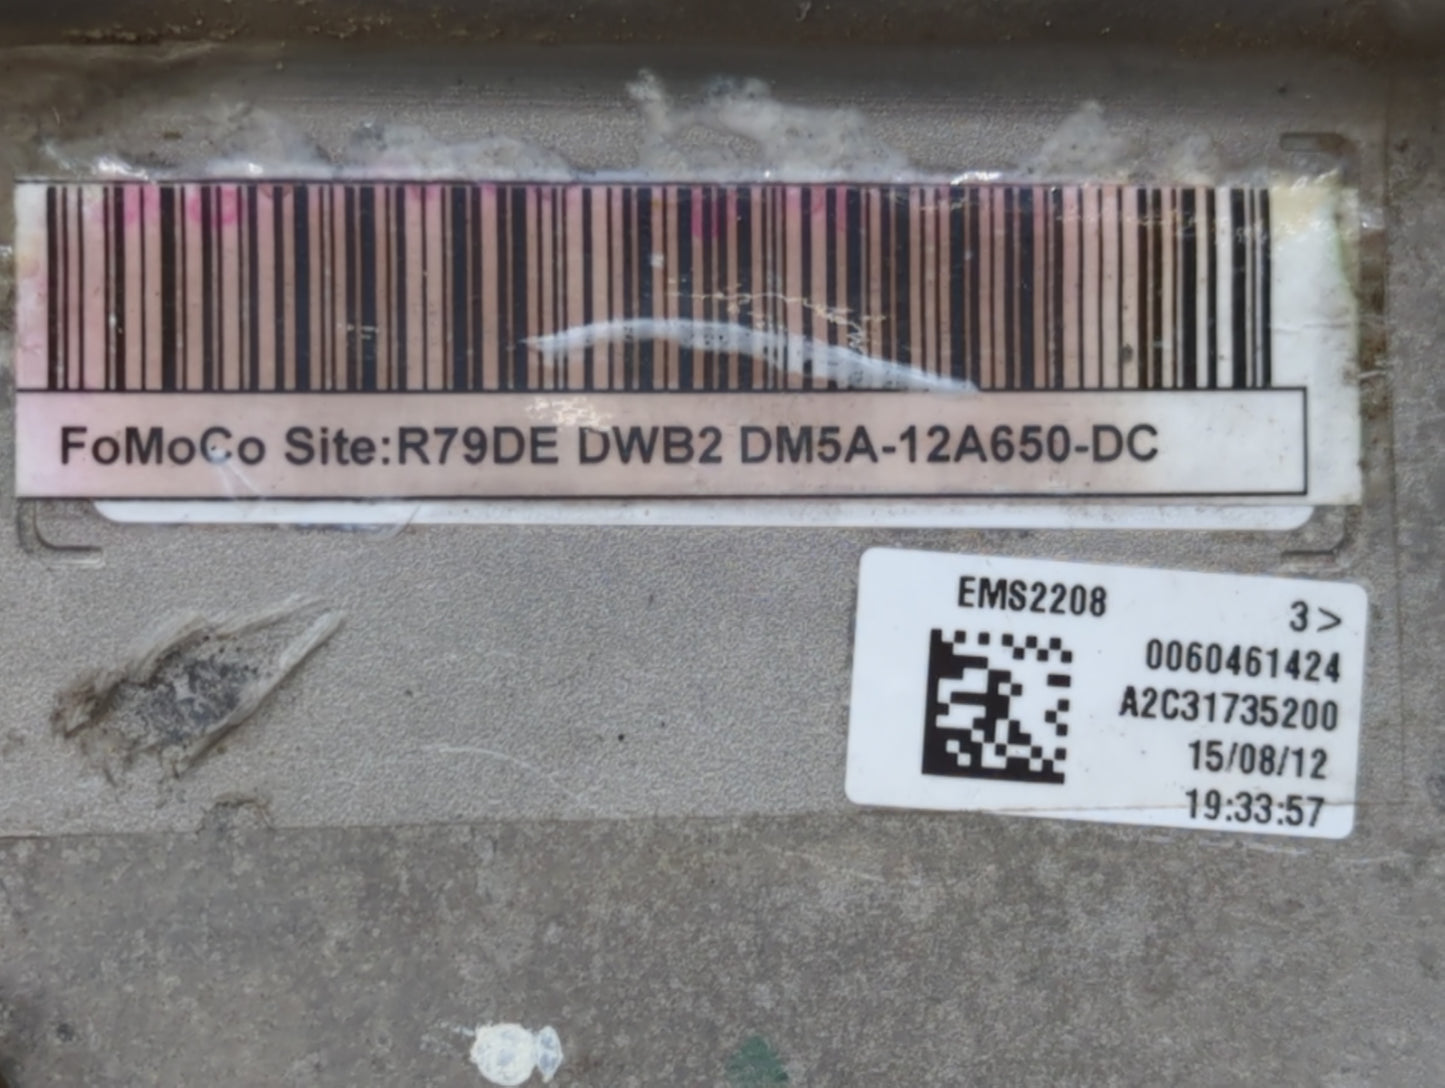 FoMoCo Site:R79DE DWB2 DM5A-12A650-DC
EMS2208
3>
0060461424
A2C31735200
15/08/12
19:33:57